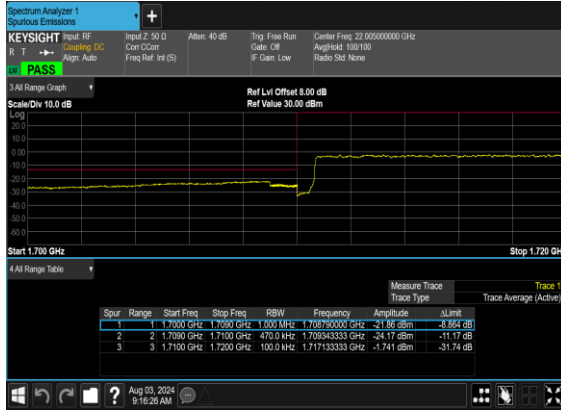 Spectrum Analyzer 1
Spurious Emissions
+
KEYSIGHT Input: RF Input Z: 50 Ω Atten: 40 dB Trig: Free Run Center Freq: 22.005000000 GHz
R T Coupling: DC Corr CCorr Gate: Off Avg|Hold: 100/100
Align: Auto Freq Ref: Int (S) IF Gain: Low Radio Std: None
PASS
3 All Range Graph Ref Lvl Offset 8.00 dB
Scale/Div 10.0 dB Ref Value 30.00 dBm
Log
20.0
10.0
0.00
-10.0
-20.0
-30.0
-40.0
-50.0
-60.0
Start 1.700 GHz Stop 1.720 GH
4 All Range Table
Measure Trace Trace 1
Trace Type Trace Average (Active)
Spur Range Start Freq Stop Freq RBW Frequency Amplitude ΔLimit
1 1 1.7000 GHz 1.7090 GHz 1.000 MHz 1.708790000 GHz -21.86 dBm -8.864 dB
2 2 1.7090 GHz 1.7100 GHz 470.0 kHz 1.709343333 GHz -24.17 dBm -11.17 dB
3 3 1.7100 GHz 1.7200 GHz 100.0 kHz 1.717133333 GHz -1.741 dBm -31.74 dB
? Aug 03, 2024
9:16:26 AM